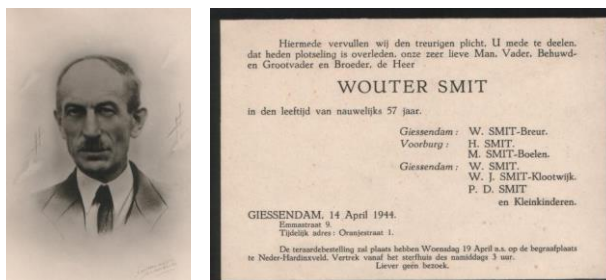 Hiermede vervullen wij den treurigen plicht, U mede te deelen,
dat heden plotseling is overleden, onze zeer lieve Man, Vader, Behuwd-
en Grootvader en Broeder, de Heer
WOUTER SMIT
in den leeftijd van nauwelijks 57 jaar.
Giessendam: W. SMIT-Breur.
Voorburg: H. SMIT.
M. SMIT-Boelen.
Giessendam: W. SMIT.
W. J. SMIT-Klootwijk.
P. D. SMIT
en Kleinkinderen.
GIESSENDAM, 14 April 1944.
Emmastraat 9.
Tijdelijk adres: Oranjestraat 1.
De teraardebestelling zal plaats hebben Woensdag 19 April a.s. op de begraafplaats
te Neder-Hardinxveld. Vertrek vanaf het sterfhuis des namiddags 3 uur.
Liever geen bezoek.